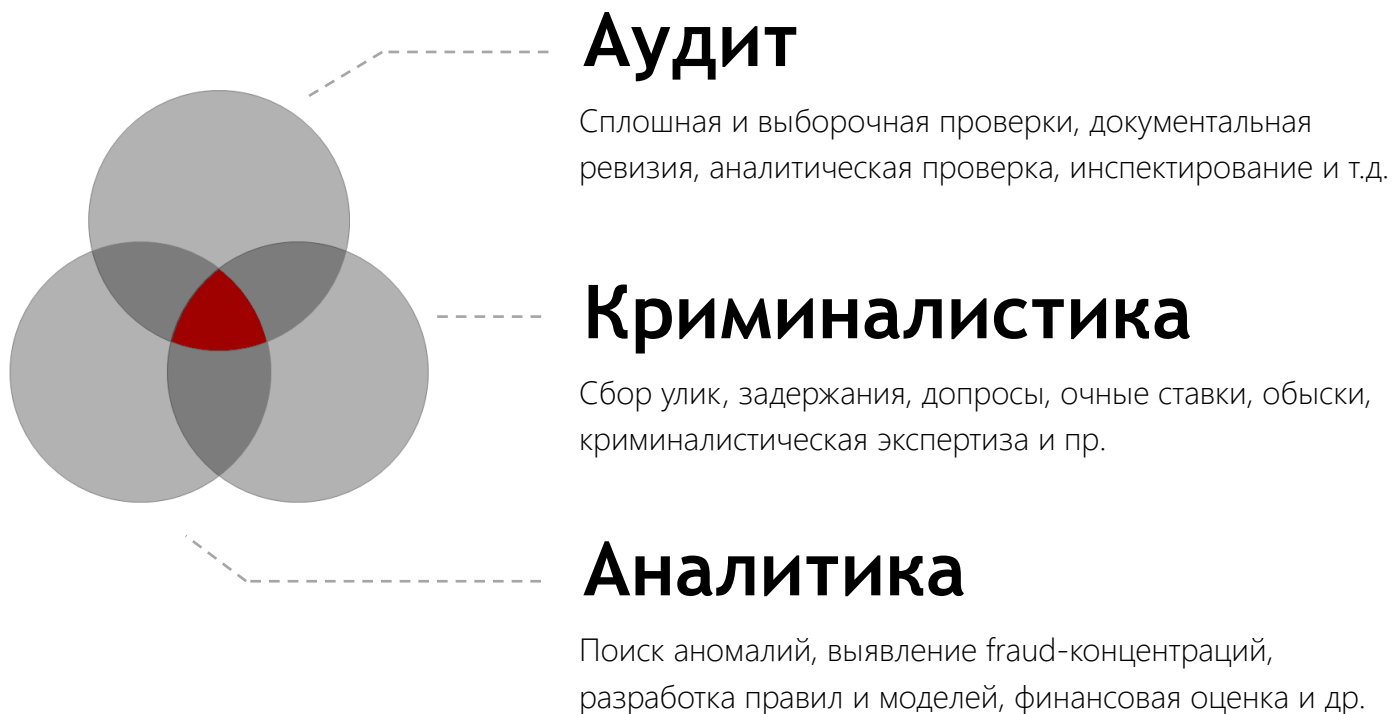 Аудит
Сплошная и выборочная проверки, документальная
ревизия, аналитическая проверка, инспектирование и т.д.
Криминалистика
Сбор улик, задержания, допросы, очные ставки, обыски,
криминалистическая экспертиза и пр.
Аналитика
Поиск аномалий, выявление fraud-концентраций,
разработка правил и моделей, финансовая оценка и др.